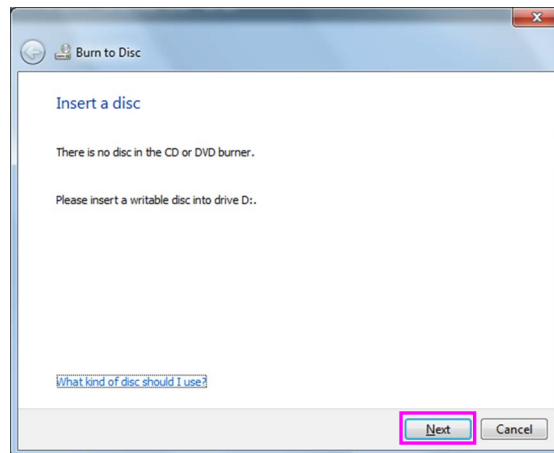 Burn to Disc
Insert a disc
There is no disc in the CD or DVD burner.
Please insert a writable disc into drive D:.
What kind of disc should I use?
Next Cancel